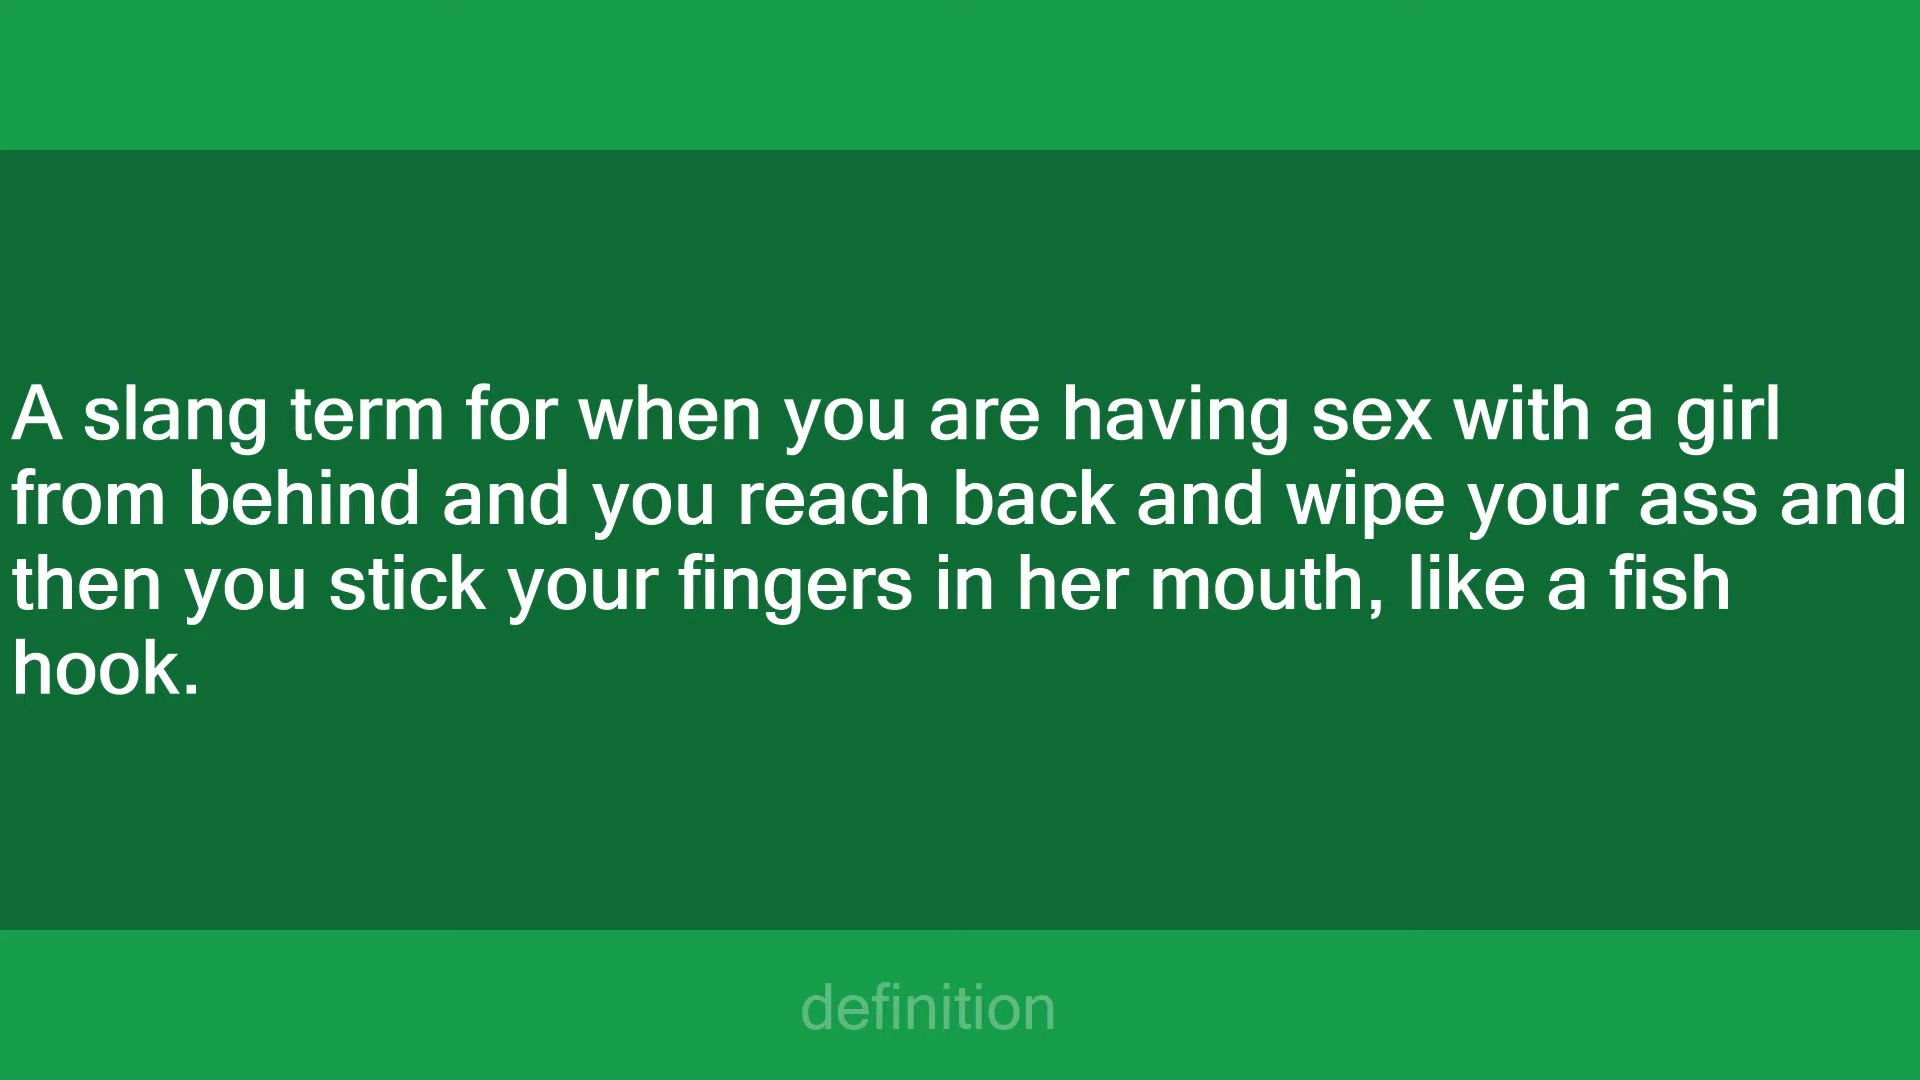 A slang term for when you are having sex with a girl
from behind and you reach back and wipe your ass and
then you stick your fingers in her mouth, like a fish
hook.
definition